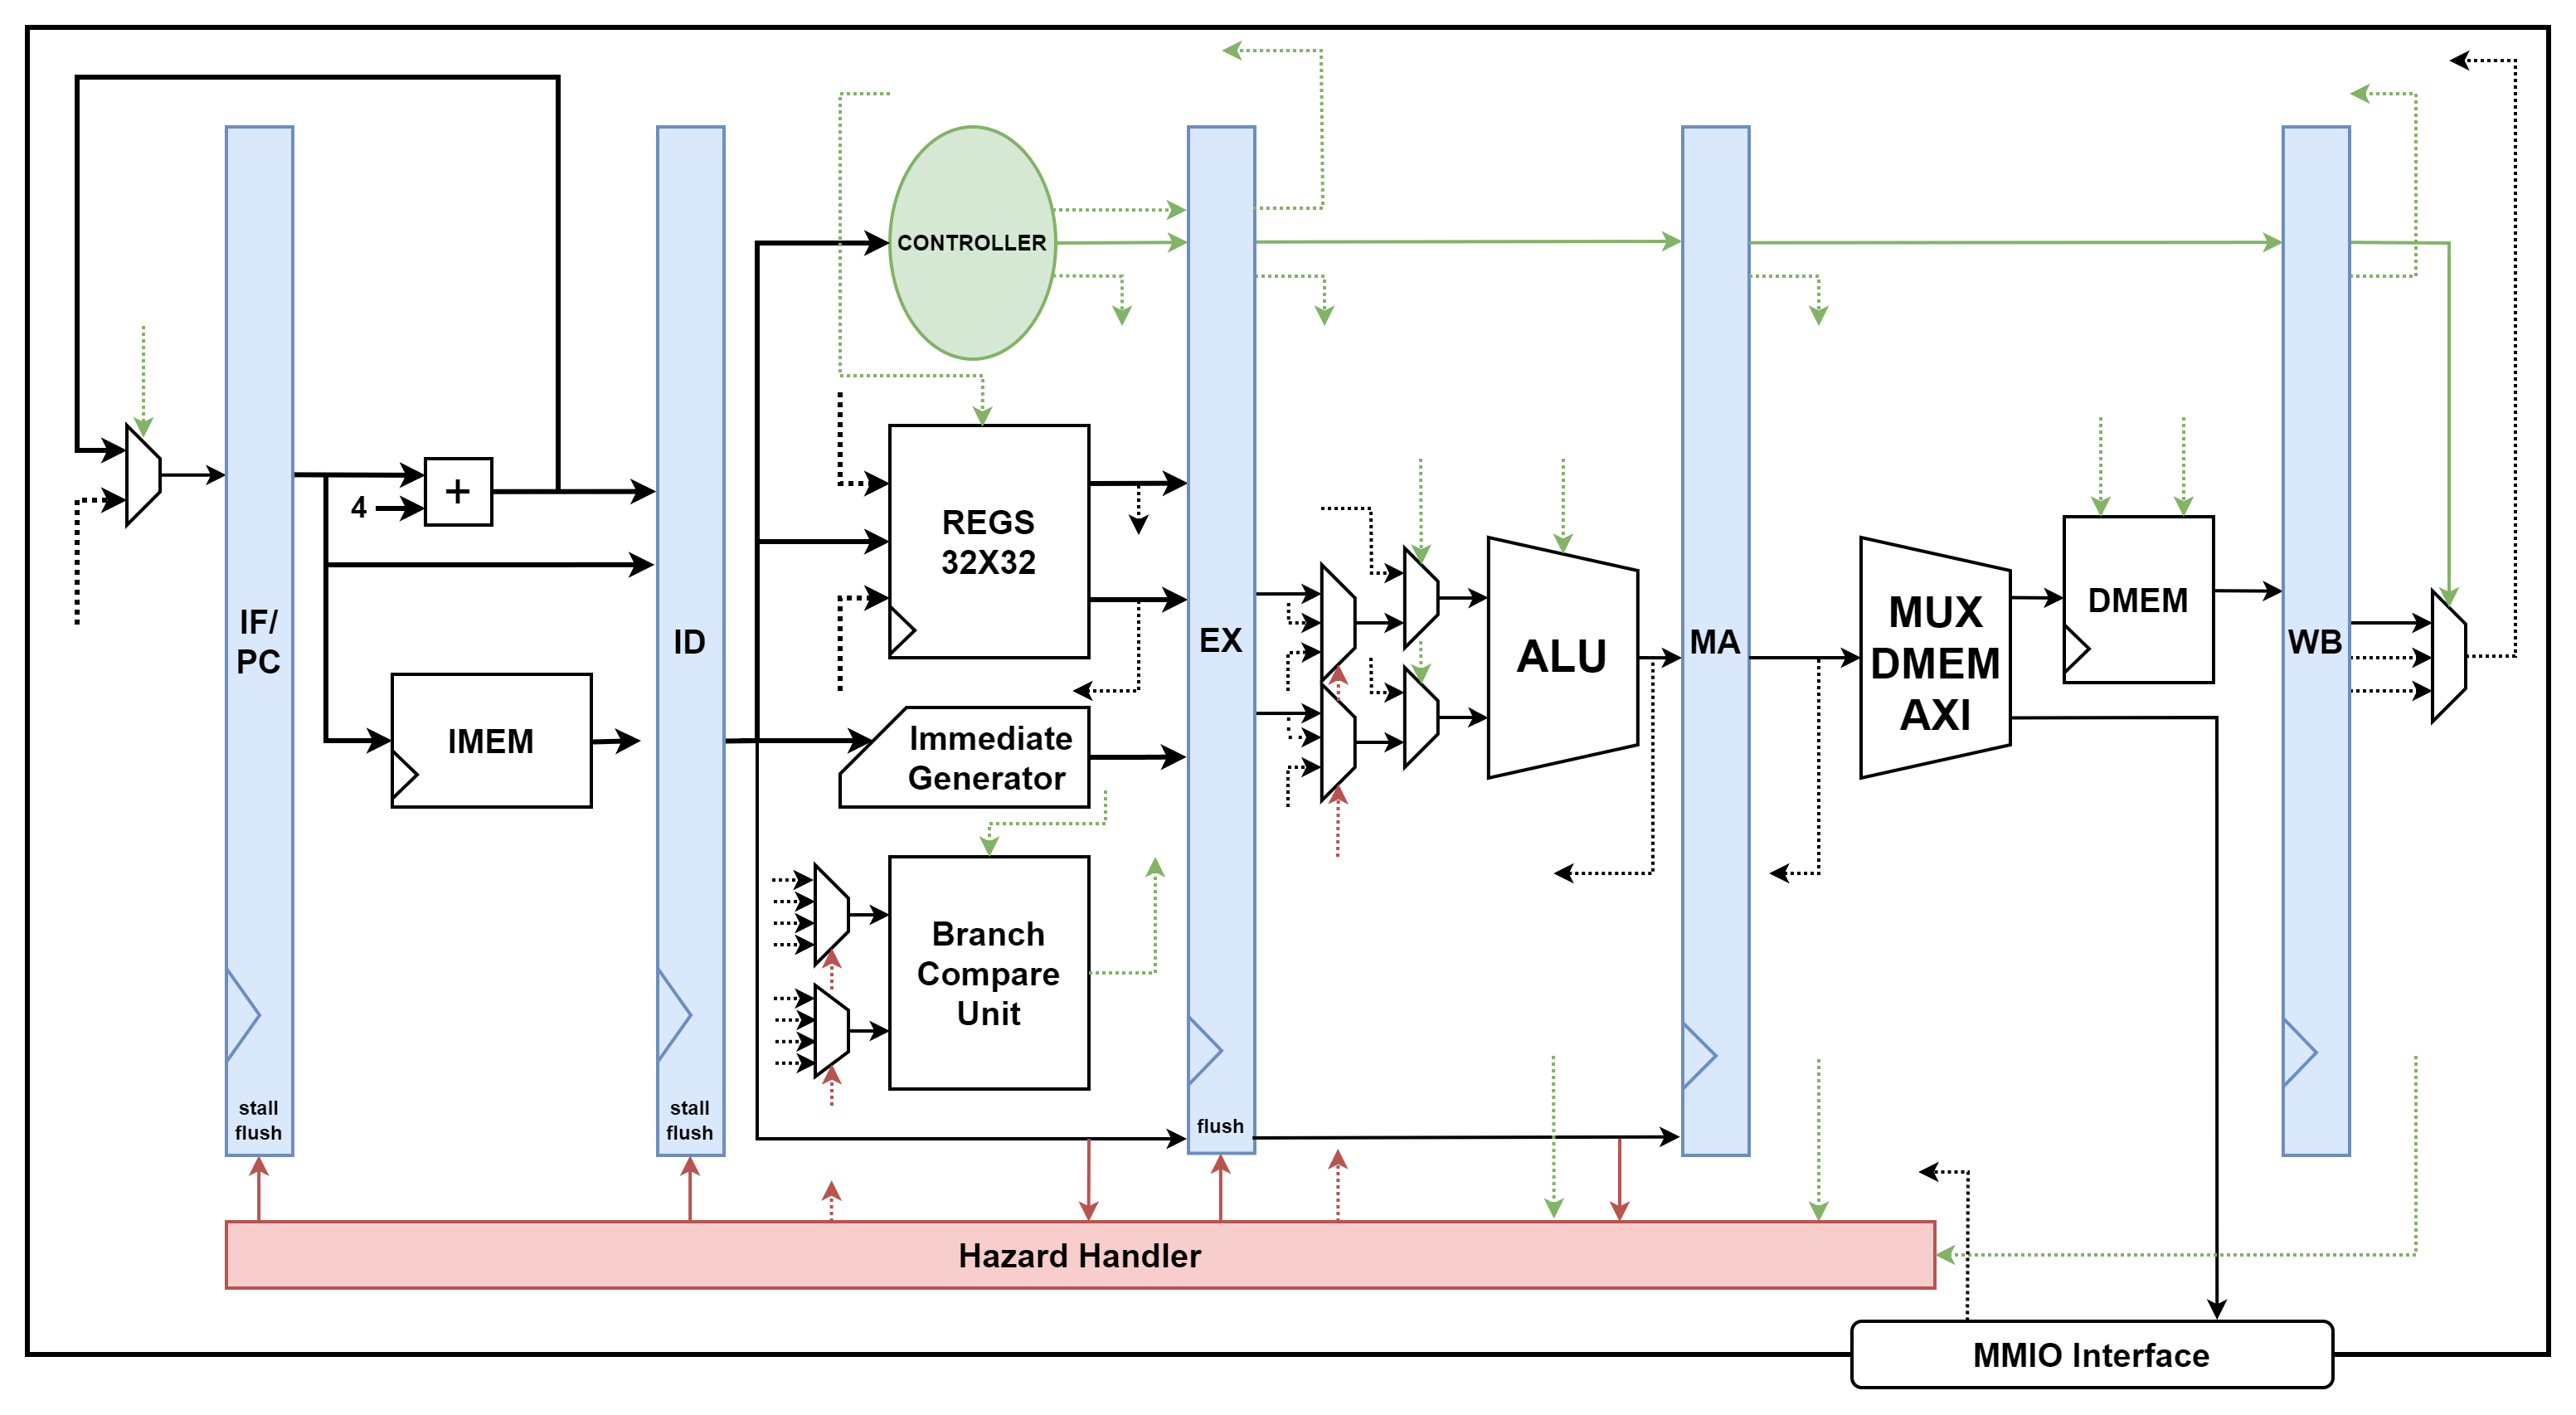 CONTROLLER
4
+
REGS
32X32
IF/
PC
ID
EX
ALU
MA
MUX
DMEM
AXI
DMEM
WB
IMEM
Immediate
Generator
Branch
Compare
Unit
stall
flush
stall
flush
flush
Hazard Handler
MMIO Interface